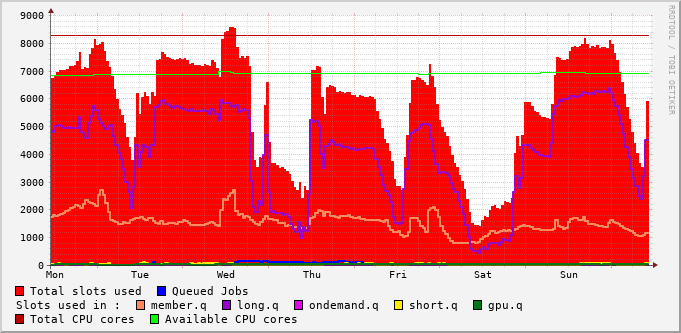 9000
8000
7000
6000
5000
4000
3000
2000
1000
0
Mon Tue Wed Thu Fri Sat Sun
Total slots used Queued Jobs
Slots used in : member.q long.q ondemand.q short.q gpu.q
Total CPU cores Available CPU cores
RRDTOOL / TOBI OETIKER